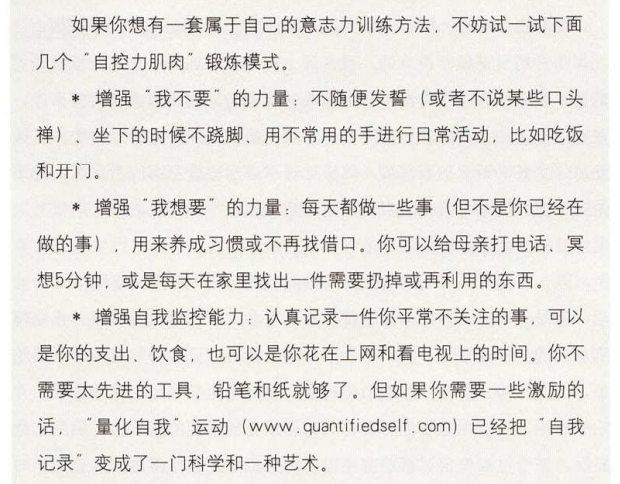 如果你想有一套属于自己的意志力训练方法，不妨试一试下面
几个“自控力肌肉”锻炼模式。
* 增强“我不要”的力量：不随便发誓（或者不说某些口头
禅）、坐下的时候不跷脚、用不常用的手进行日常活动，比如吃饭
和开门。
* 增强“我想要”的力量：每天都做一些事（但不是你已经在
做的事），用来养成习惯或不再找借口。你可以给母亲打电话、冥
想5分钟，或是每天在家里找出一件需要扔掉或再利用的东西。
* 增强自我监控能力：认真记录一件你平常不关注的事，可以
是你的支出、饮食，也可以是你花在上网和看电视上的时间。你不
需要太先进的工具，铅笔和纸就够了。但如果你需要一些激励的
话，“量化自我”运动（www.quantifiedself.com）已经把“自我
记录”变成了一门科学和一种艺术。